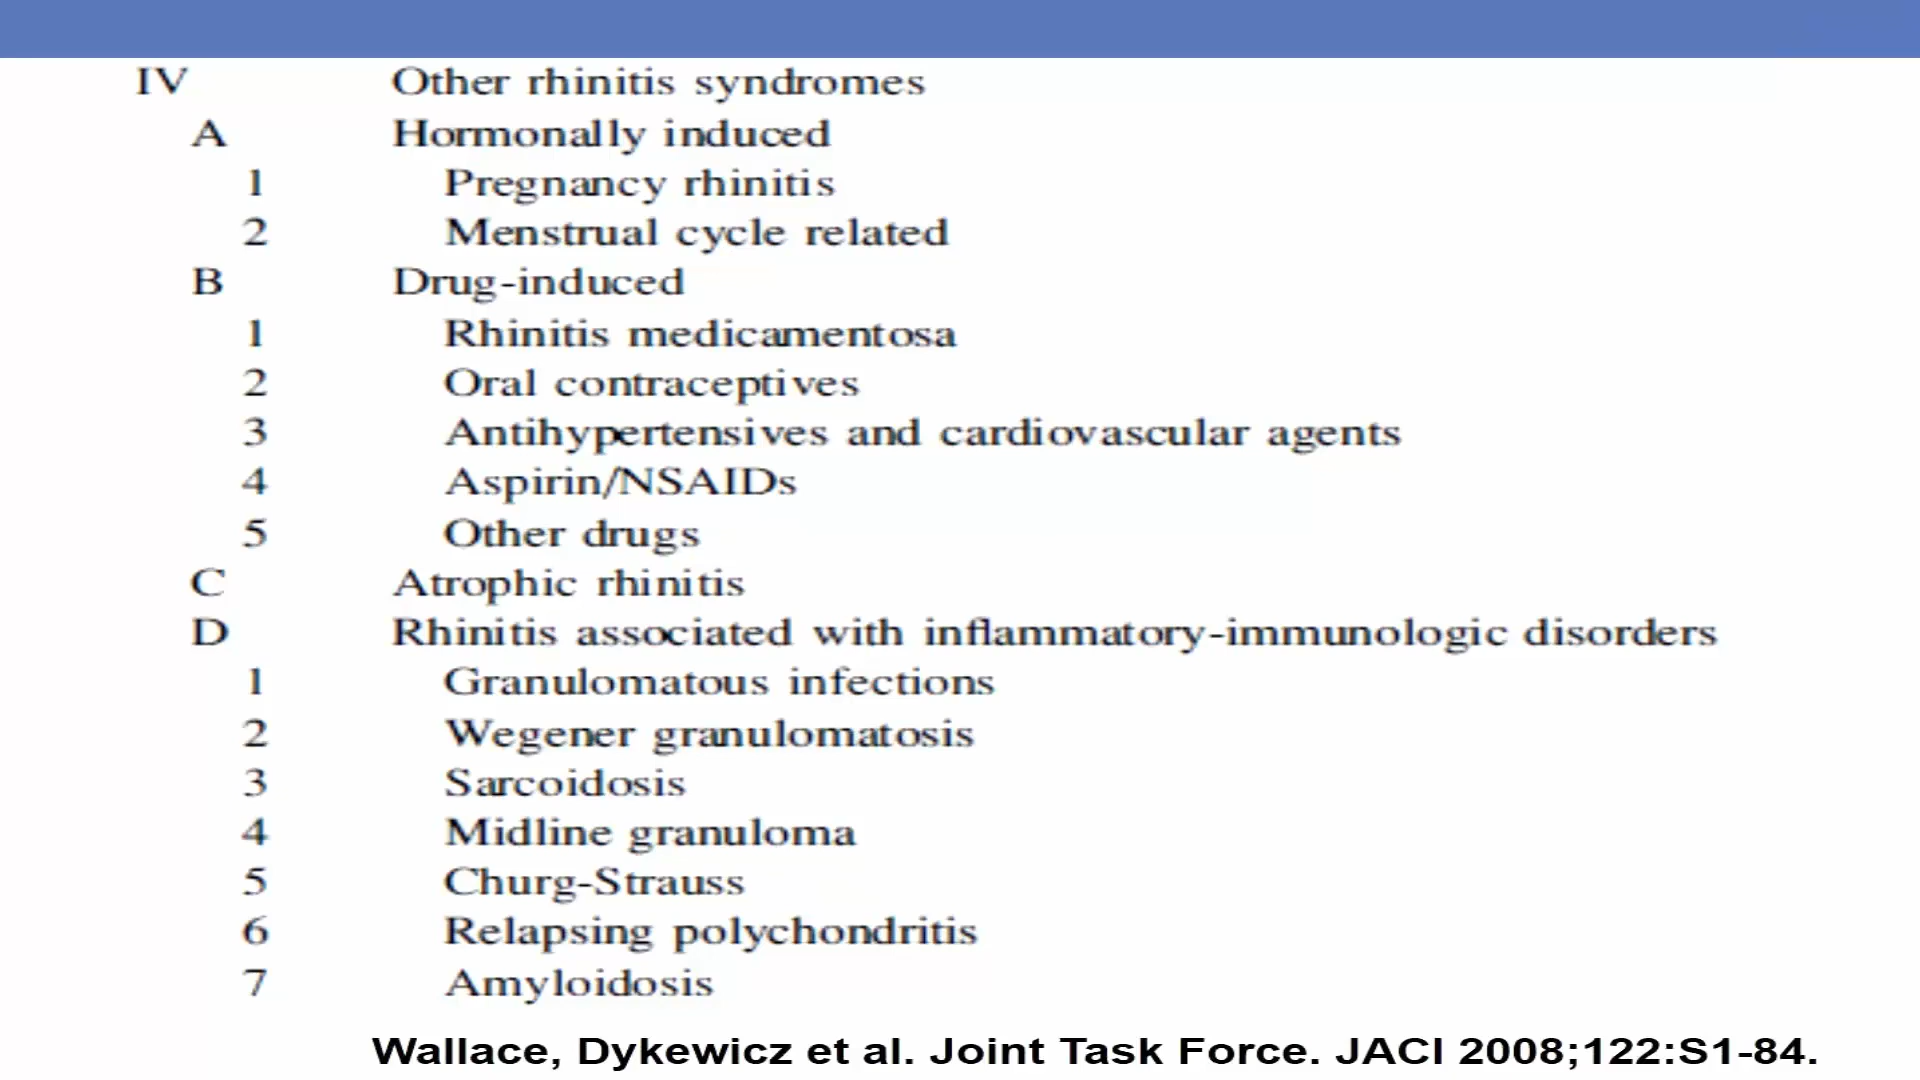 IV Other rhinitis syndromes
A Hormonally induced
1 Pregnancy rhinitis
2 Menstrual cycle related
B Drug-induced
1 Rhinitis medicamentosa
2 Oral contraceptives
3 Antihypertensives and cardiovascular agents
4 Aspirin/NSAIDs
5 Other drugs
C Atrophic rhinitis
D Rhinitis associated with inflammatory-immunologic disorders
1 Granulomatous infections
2 Wegener granulomatosis
3 Sarcoidosis
4 Midline granuloma
5 Churg-Strauss
6 Relapsing polychondritis
7 Amyloidosis
Wallace, Dykewicz et al. Joint Task Force. JACI 2008;122:S1-84.